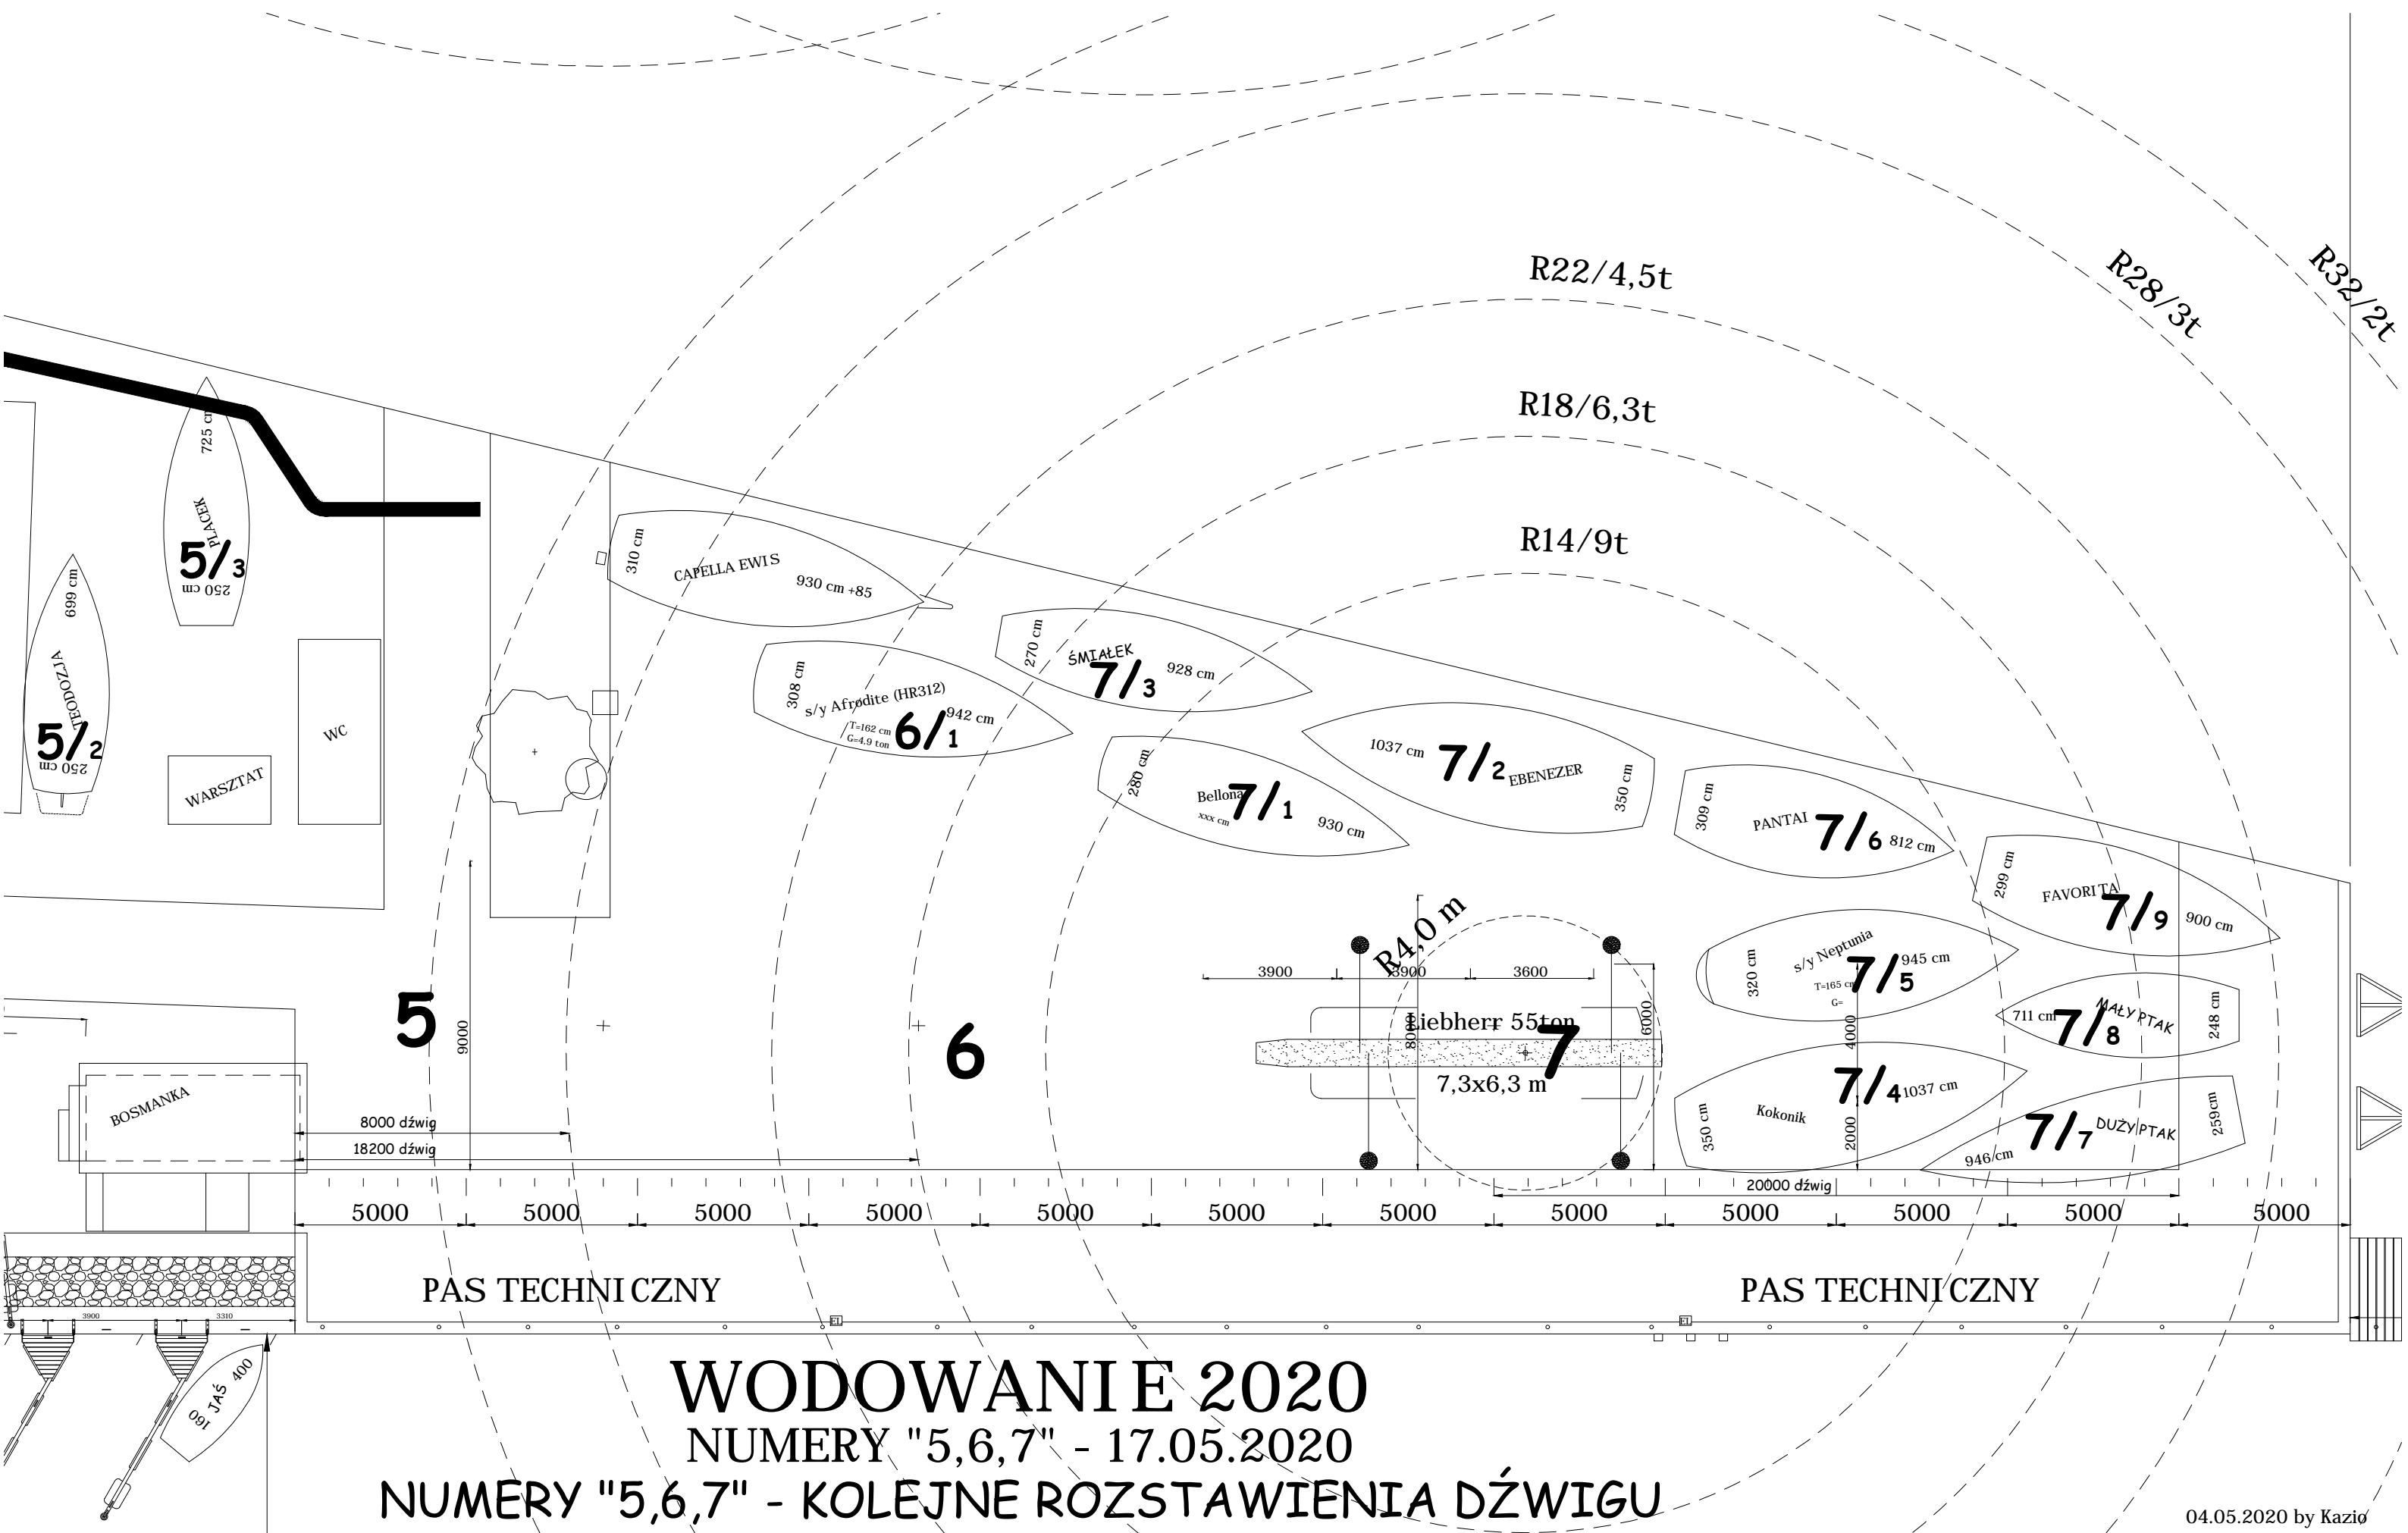 R22/4,5t
R28/3t
R32/2t
R18/6,3t
R14/9t
725 cm
PLACEK
5/3
250 cm
699 cm
TEODOZJA
5/2
250 cm
WC
WARSZTAT
310 cm
CAPELLA EWIS
930 cm +85
270 cm
ŚMIAŁEK
7/3
928 cm
308 cm
s/y Afrodite (HR312)
942 cm
T=162 cm
G=4.9 ton
6/1
280 cm
Bellona
xxx cm
7/1
930 cm
1037 cm
7/2
EBENEZER
350 cm
309 cm
PANTAI
7/6
812 cm
299 cm
FAVORITA
7/9
900 cm
320 cm
s/y Neptunia
945 cm
T=165 cm
G=
7/5
711 cm
MAŁY PTAK
7/8
248 cm
350 cm
Kokonik
7/4
1037 cm
946 cm
7/7
DUŻY PTAK
259cm
R4,0 m
3900
3900
3600
8000
6000
4000
2000
Liebherr 55ton
7,3x6,3 m
5
6
7
9000
BOSMANKA
8000 dźwig
18200 dźwig
20000 dźwig
5000 5000 5000 5000 5000 5000 5000 5000 5000 5000 5000 5000
PAS TECHNICZNY
PAS TECHNICZNY
EL
EL
3900
3310
JAŚ
400
160
WODOWANIE 2020
NUMERY "5,6,7" - 17.05.2020
NUMERY "5,6,7" - KOLEJNE ROZSTAWIENIA DŹWIGU
04.05.2020 by Kazio